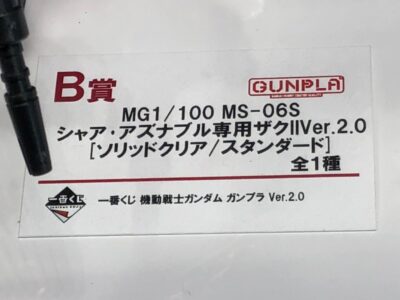 B賞
GUNPLA
MG1/100 MS-06S
シャア・アズナブル専用ザクIIVer.2.0
[ソリッドクリア/スタンダード]
全1種
一番くじ
一番くじ 機動戦士ガンダム ガンプラ Ver.2.0